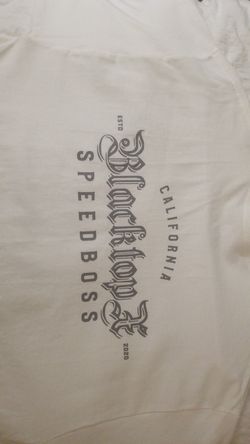 CALIFORNIA
ESTD Blacktop X 2020
SPEEDBOSS